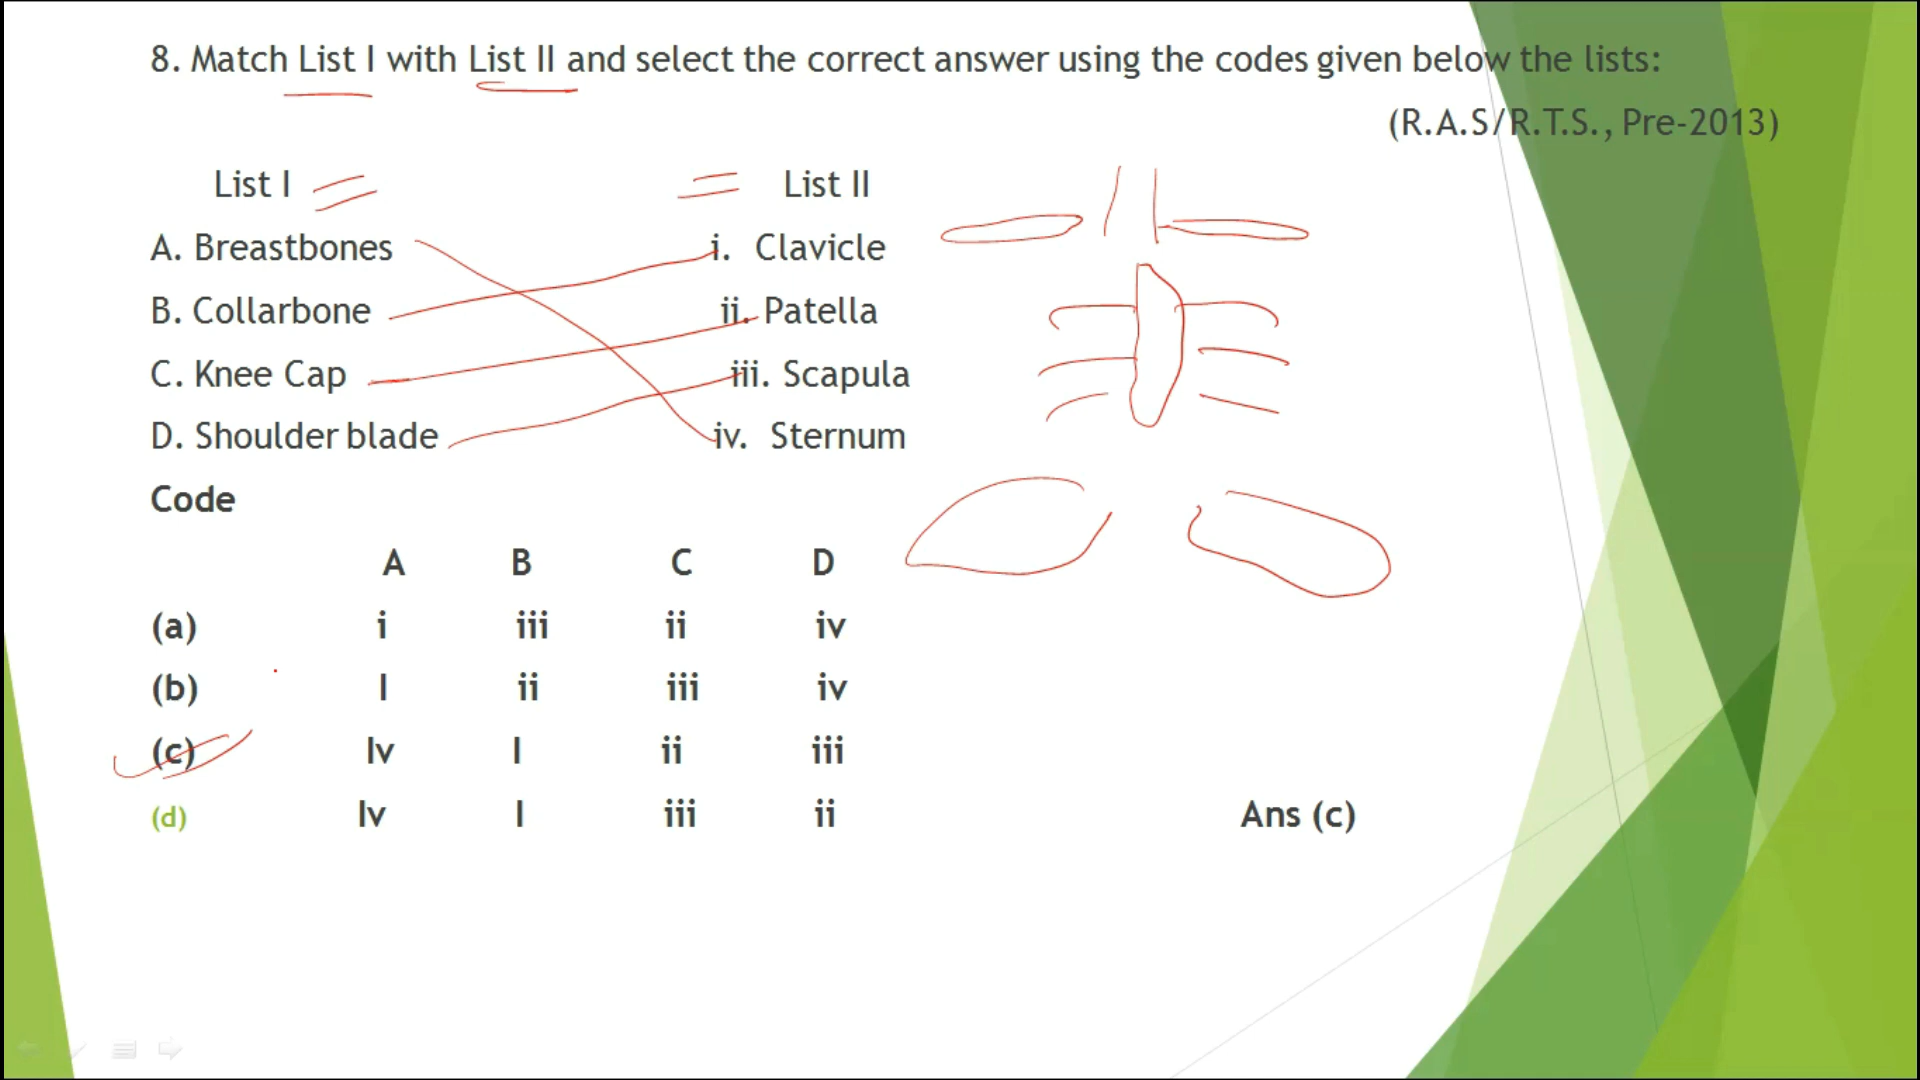 8. Match List I with List II and select the correct answer using the codes given below the lists:
(R.A.S/R.T.S., Pre-2013)
List I List II
A. Breastbones i. Clavicle
B. Collarbone ii. Patella
C. Knee Cap iii. Scapula
D. Shoulder blade iv. Sternum
Code
A B C D
(a) i iii ii iv
(b) I ii iii iv
(c) Iv I ii iii
(d) Iv I iii ii Ans (c)